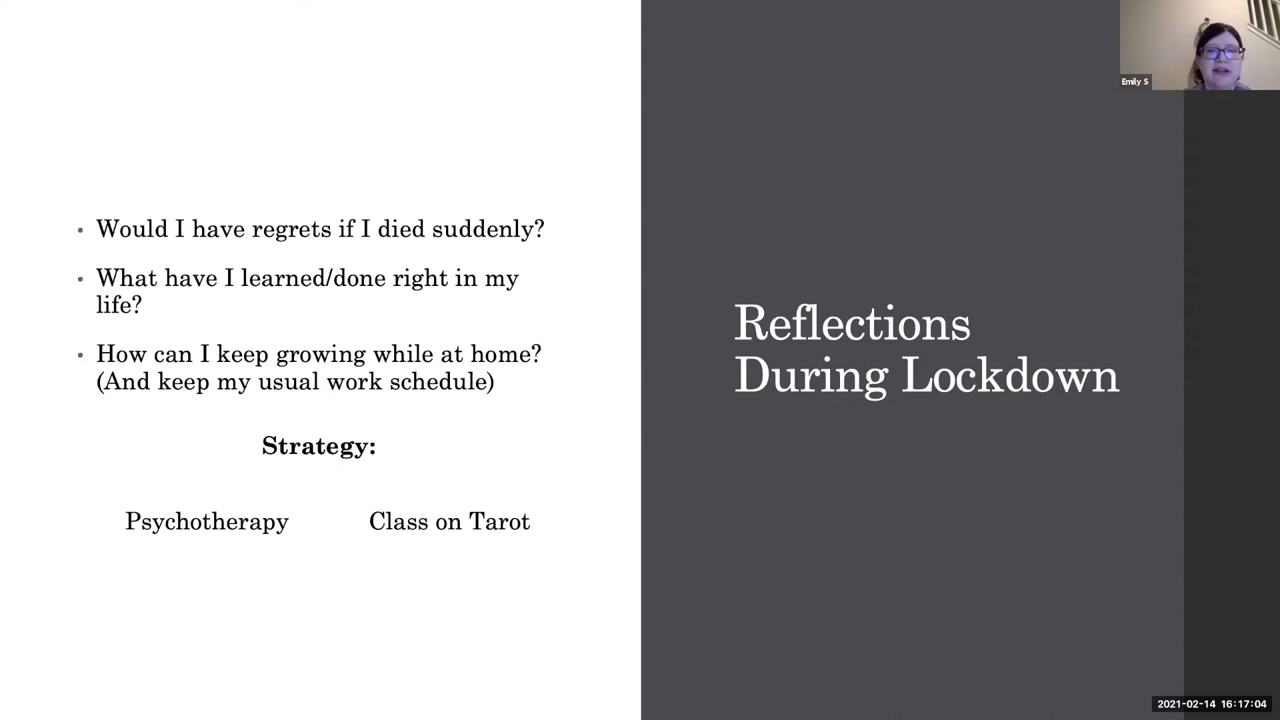 • Would I have regrets if I died suddenly?
• What have I learned/done right in my
life?
• How can I keep growing while at home?
(And keep my usual work schedule)
Strategy:
Psychotherapy Class on Tarot
Reflections
During Lockdown
Emily S
2021-02-14 16:17:04